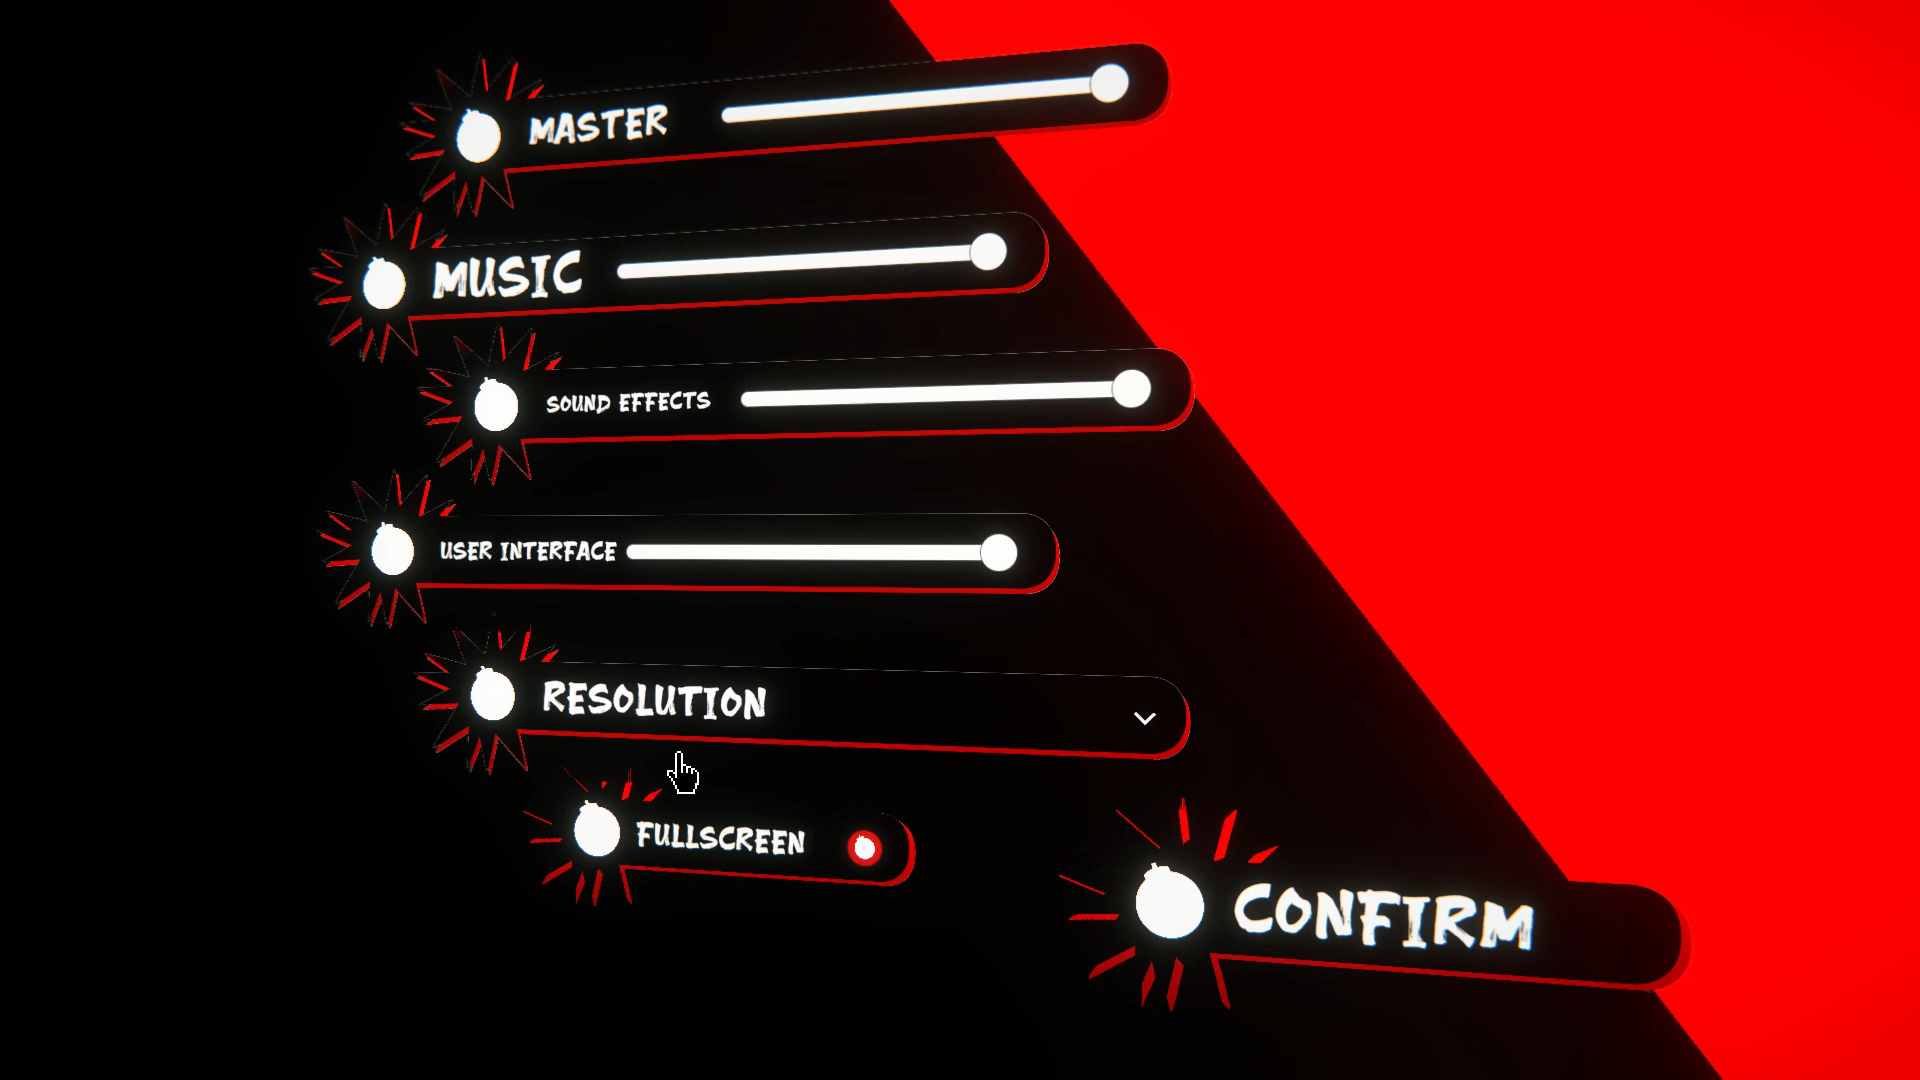 MASTER
MUSIC
SOUND EFFECTS
USER INTERFACE
RESOLUTION
FULLSCREEN
CONFIRM